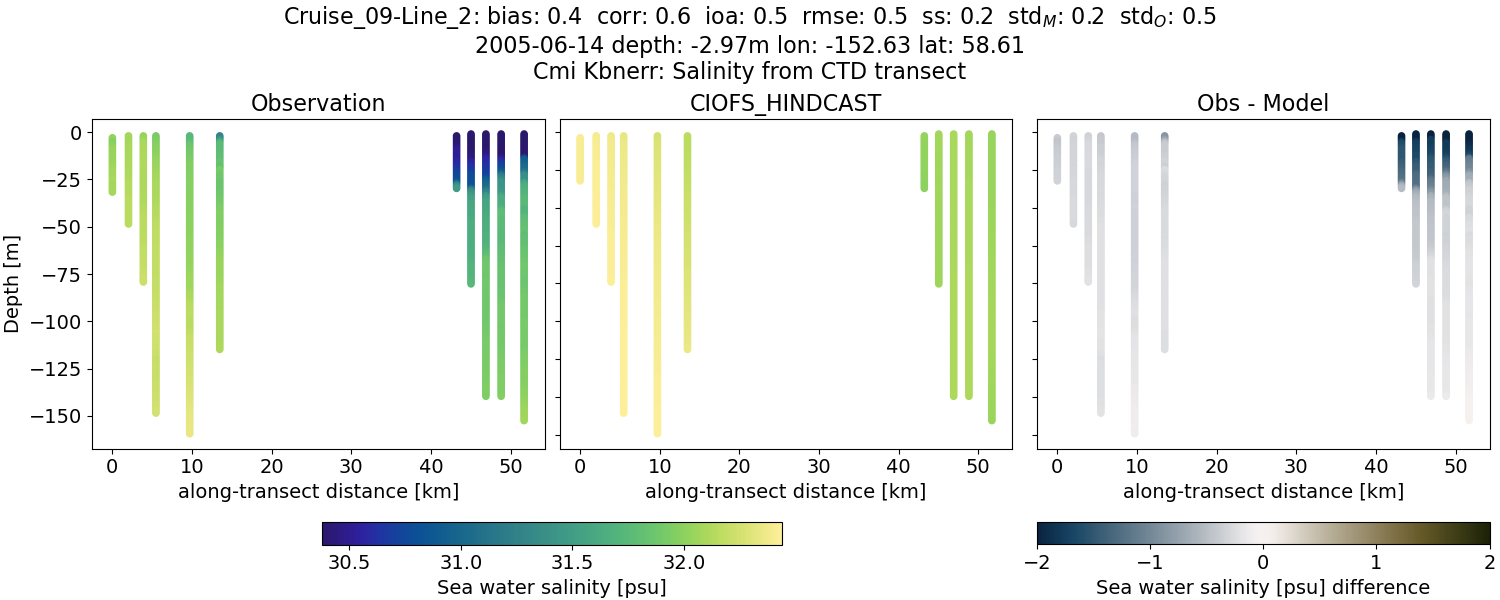 Cruise_09-Line_2: bias: 0.4 corr: 0.6 ioa: 0.5 rmse: 0.5 ss: 0.2 std_M: 0.2 std_O: 0.5
2005-06-14 depth: -2.97m lon: -152.63 lat: 58.61
Cmi Kbnerr: Salinity from CTD transect
Observation
CIOFS_HINDCAST
Obs - Model
Depth [m]
0
−25
−50
−75
−100
−125
−150
0 10 20 30 40 50
0 10 20 30 40 50
0 10 20 30 40 50
along-transect distance [km]
along-transect distance [km]
along-transect distance [km]
30.5 31.0 31.5 32.0
Sea water salinity [psu]
−2 −1 0 1 2
Sea water salinity [psu] difference